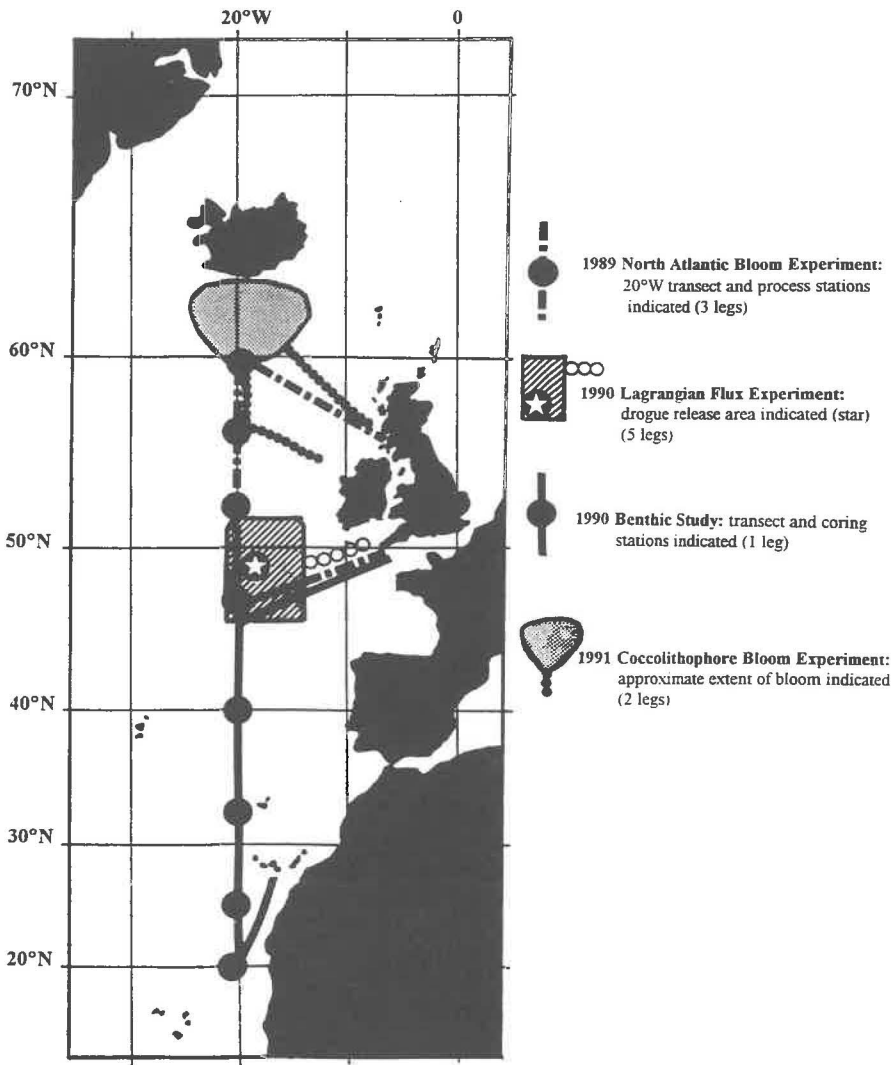 20°W 0
70°N
60°N
50°N
40°N
30°N
20°N
20°W 0
1989 North Atlantic Bloom Experiment:
20°W transect and process stations
indicated (3 legs)
1990 Lagrangian Flux Experiment:
drogue release area indicated (star)
(5 legs)
1990 Benthic Study: transect and coring
stations indicated (1 leg)
1991 Coccolithophore Bloom Experiment:
approximate extent of bloom indicated
(2 legs)